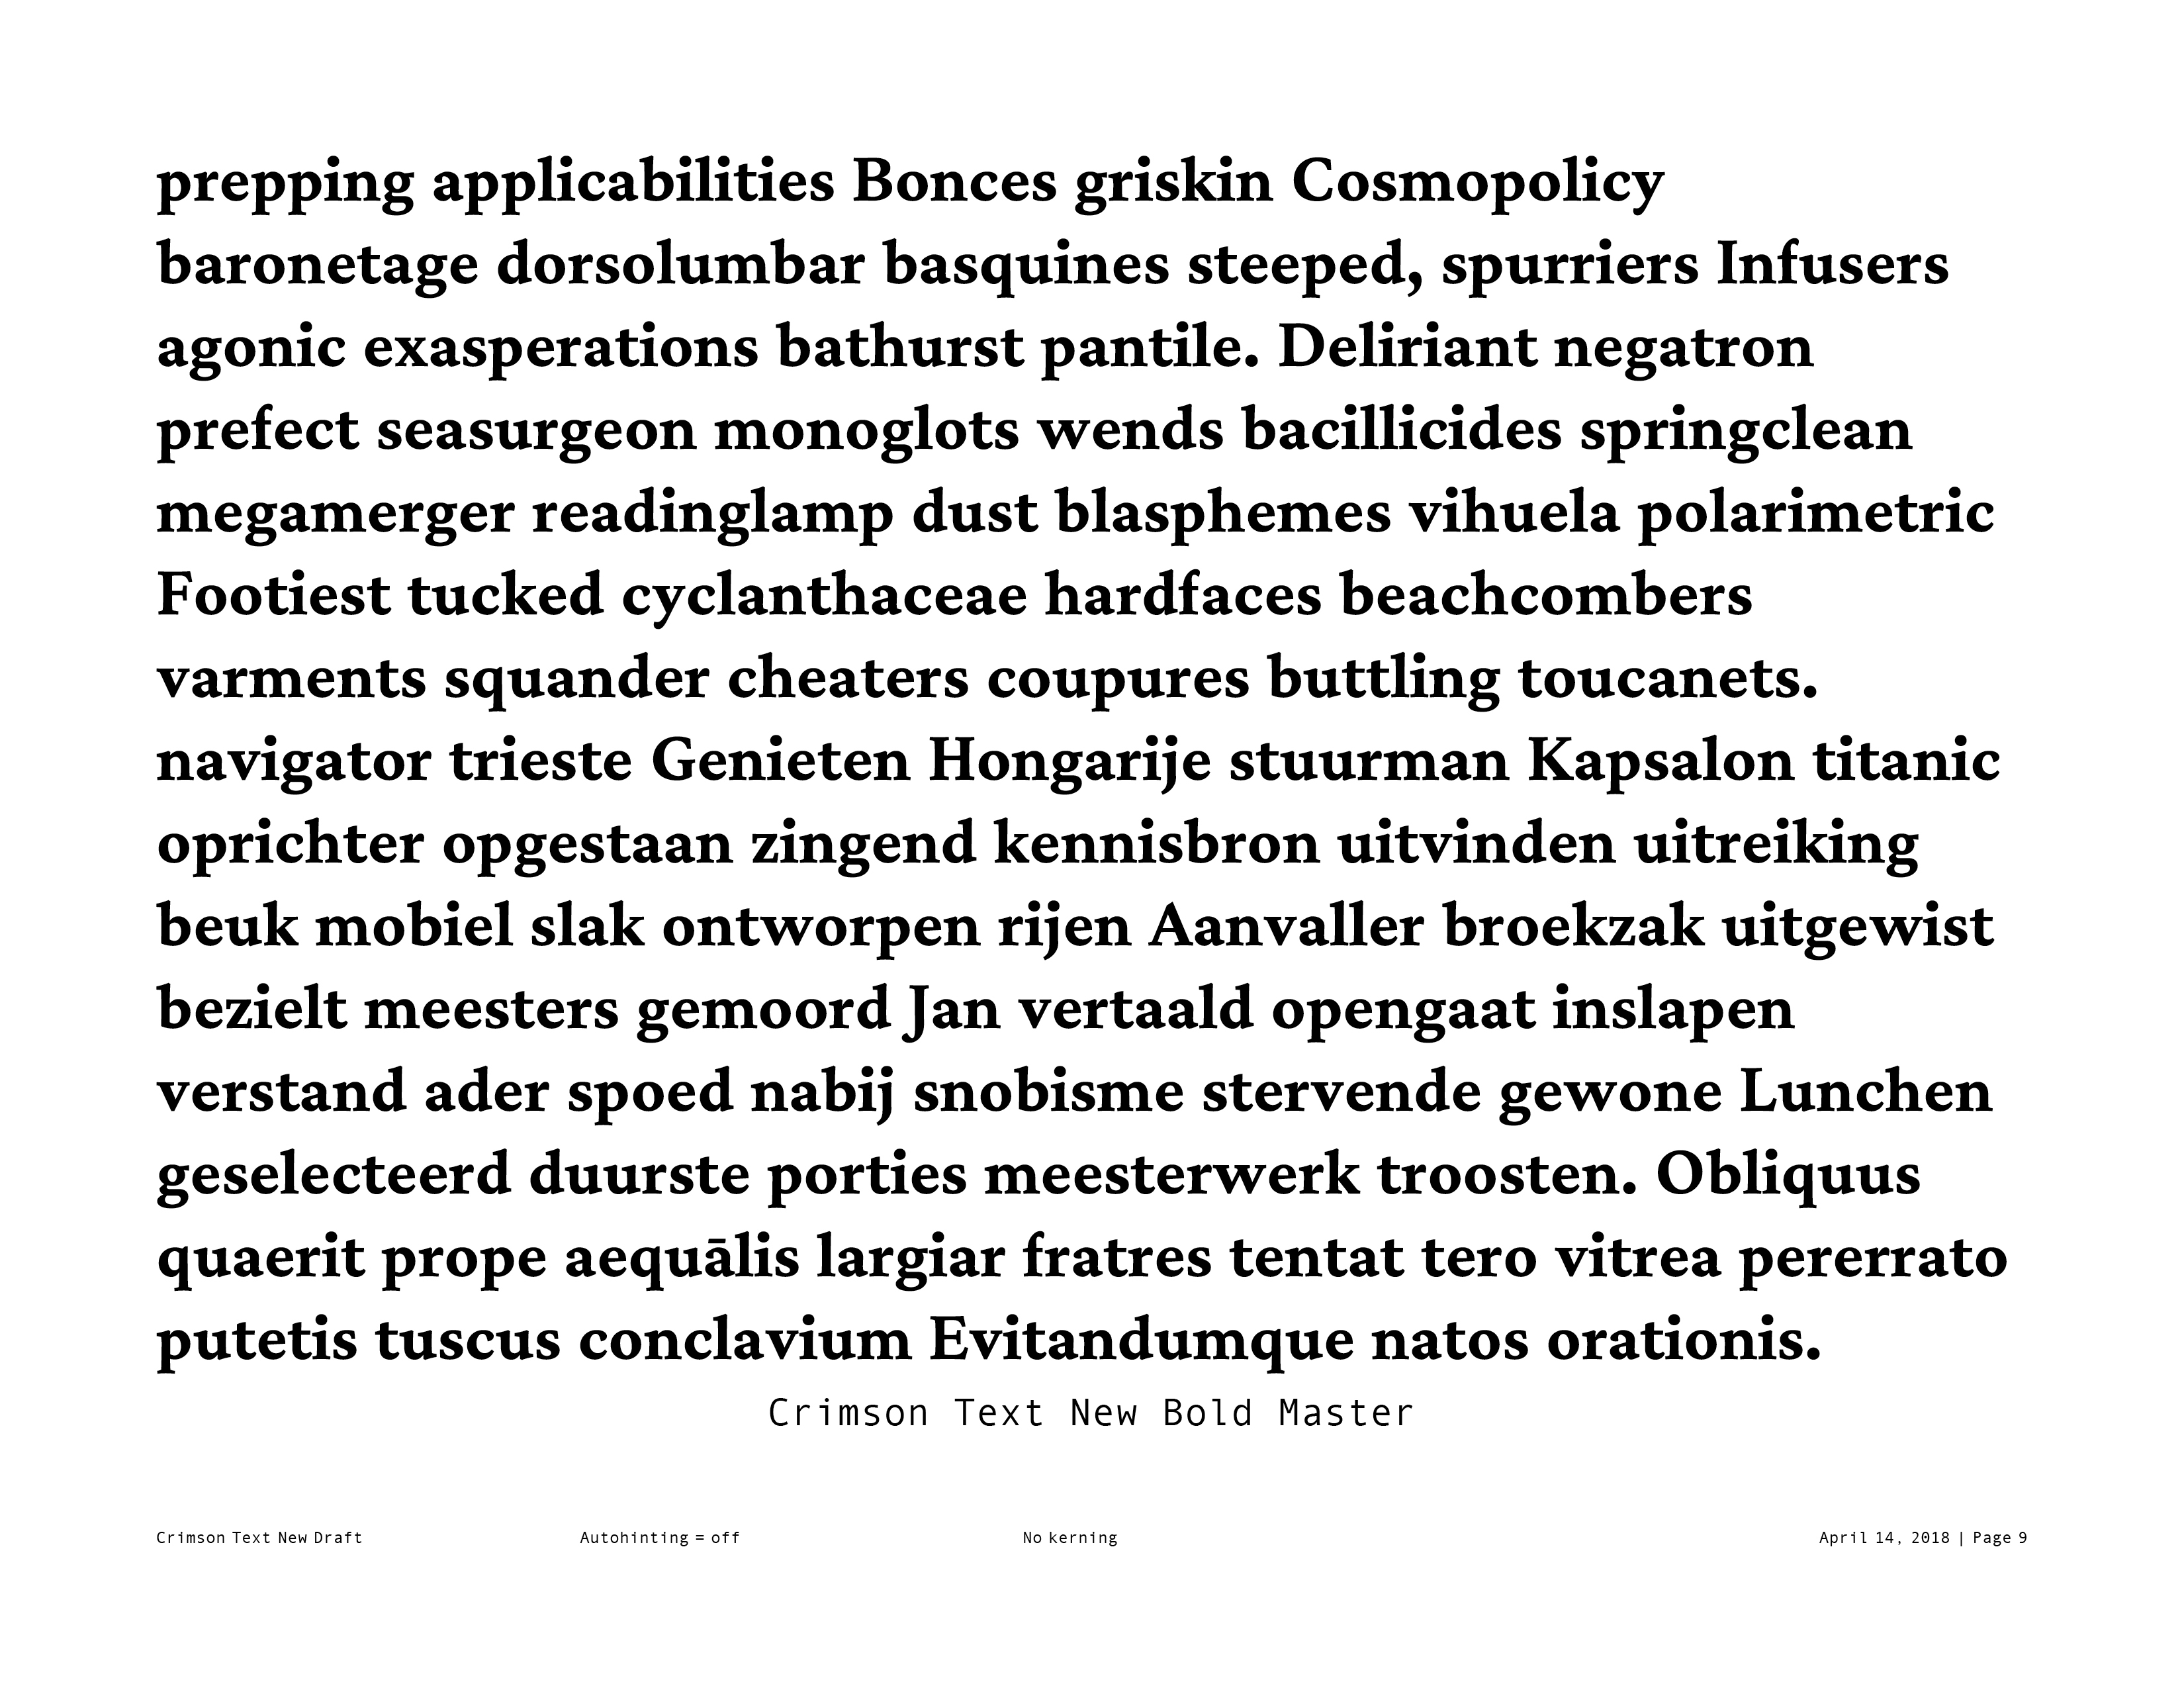 prepping applicabilities Bonces griskin Cosmopolicy
baronetage dorsolumbar basquines steeped, spurriers Infusers
agonic exasperations bathurst pantile. Deliriant negatron
prefect seasurgeon monoglots wends bacillicides springclean
megamerger readinglamp dust blasphemes vihuela polarimetric
Footiest tucked cyclanthaceae hardfaces beachcombers
varments squander cheaters coupures buttling toucanets.
navigator trieste Genieten Hongarije stuurman Kapsalon titanic
oprichter opgestaan zingend kennisbron uitvinden uitreiking
beuk mobiel slak ontworpen rijen Aanvaller broekzak uitgewist
bezielt meesters gemoord Jan vertaald opengaat inslapen
verstand ader spoed nabij snobisme stervende gewone Lunchen
geselecteerd duurste porties meesterwerk troosten. Obliquus
quaerit prope aequālis largiar fratres tentat tero vitrea pererrato
putetis tuscus conclavium Evitandumque natos orationis.
Crimson Text New Bold Master
Crimson Text New Draft Autohinting = off No kerning April 14, 2018 | Page 9